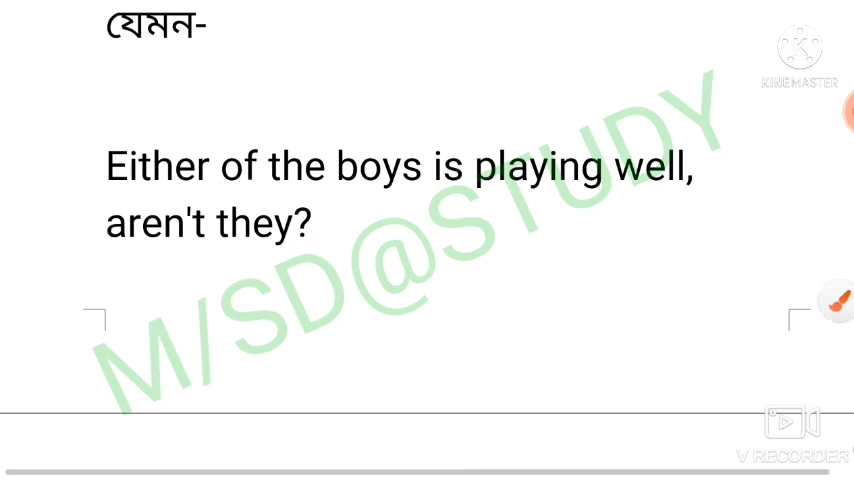 যেমন-
KINEMASTER
Either of the boys is playing well,
aren't they?
M/SD@STUDY
V RECORDER